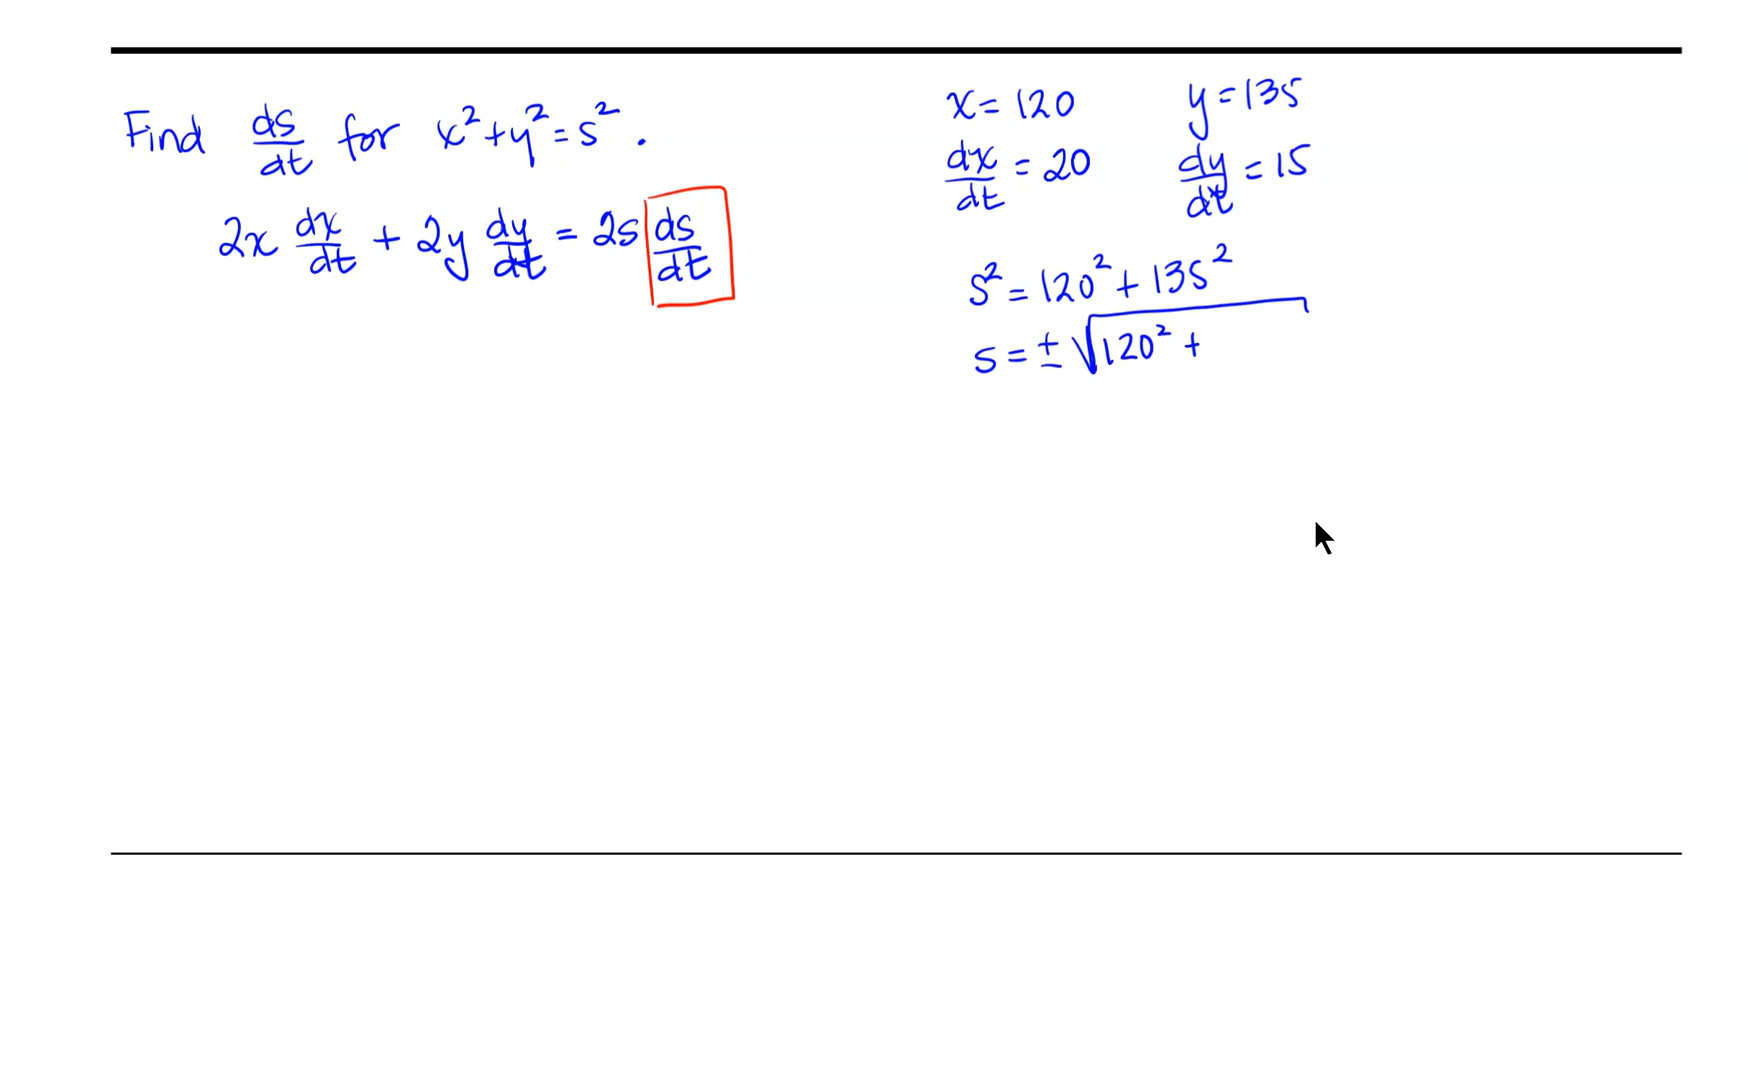 Find ds/dt for x²+y²=s².
2x dx/dt + 2y dy/dt = 2s ds/dt
x=120 y=135
dx/dt = 20 dy/dt = 15
s² = 120² + 135²
s = ± √120² +